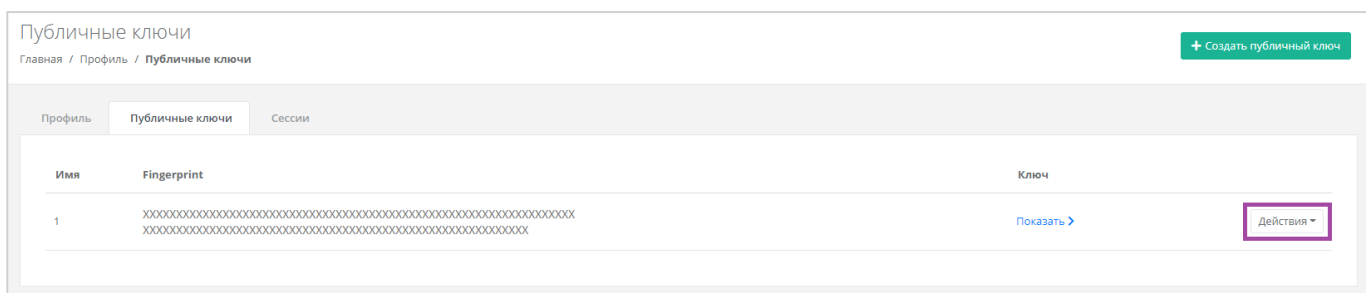 Публичные ключи
Главная / Профиль / Публичные ключи
+ Создать публичный ключ
Профиль Публичные ключи Сессии
Имя Fingerprint Ключ
1 XXXXXXXXXXXXXXXXXXXXXXXXXXXXXXXXXXXXXXXXXXXXXXXXXXXXXXXXXXXXXXXXX Показать Действия
XXXXXXXXXXXXXXXXXXXXXXXXXXXXXXXXXXXXXXXXXXXXXXXXXXXXXXXXXX